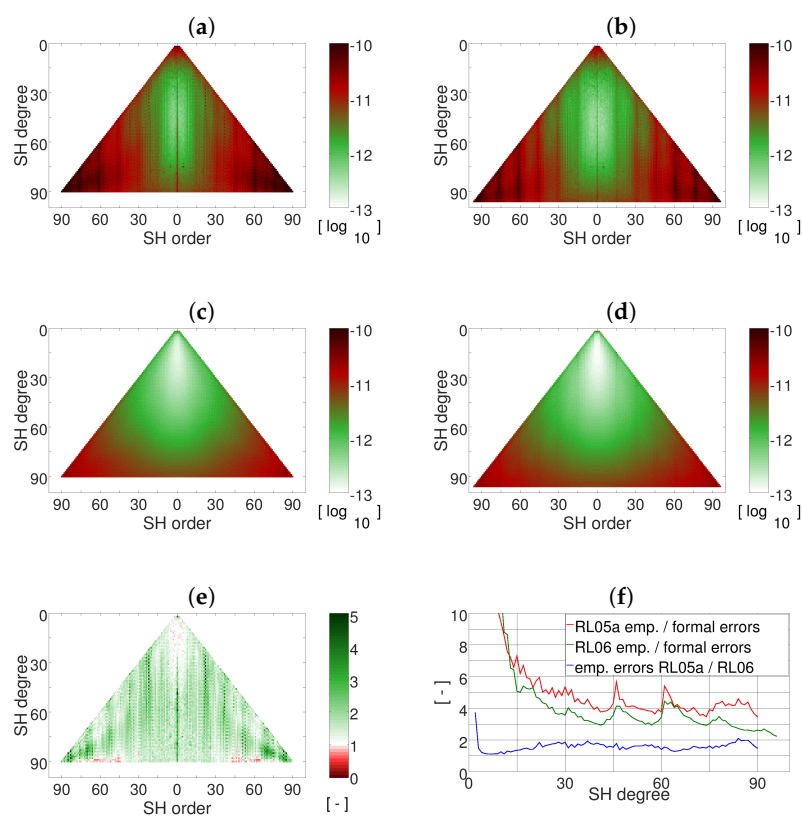 (a)
0
30
60
90
SH degree
90 60 30 0 30 60 90
SH order
-10
-11
-12
-13
[ log 10 ]
(b)
0
30
60
90
SH degree
90 60 30 0 30 60 90
SH order
-10
-11
-12
-13
[ log 10 ]
(c)
0
30
60
90
SH degree
90 60 30 0 30 60 90
SH order
-10
-11
-12
-13
[ log 10 ]
(d)
0
30
60
90
SH degree
90 60 30 0 30 60 90
SH order
-10
-11
-12
-13
[ log 10 ]
(e)
0
30
60
90
SH degree
90 60 30 0 30 60 90
SH order
5
4
3
2
1
0
[ - ]
(f)
10
8
6
4
2
0
[ - ]
RL05a emp. / formal errors
RL06 emp. / formal errors
emp. errors RL05a / RL06
0 30 60 90
SH degree